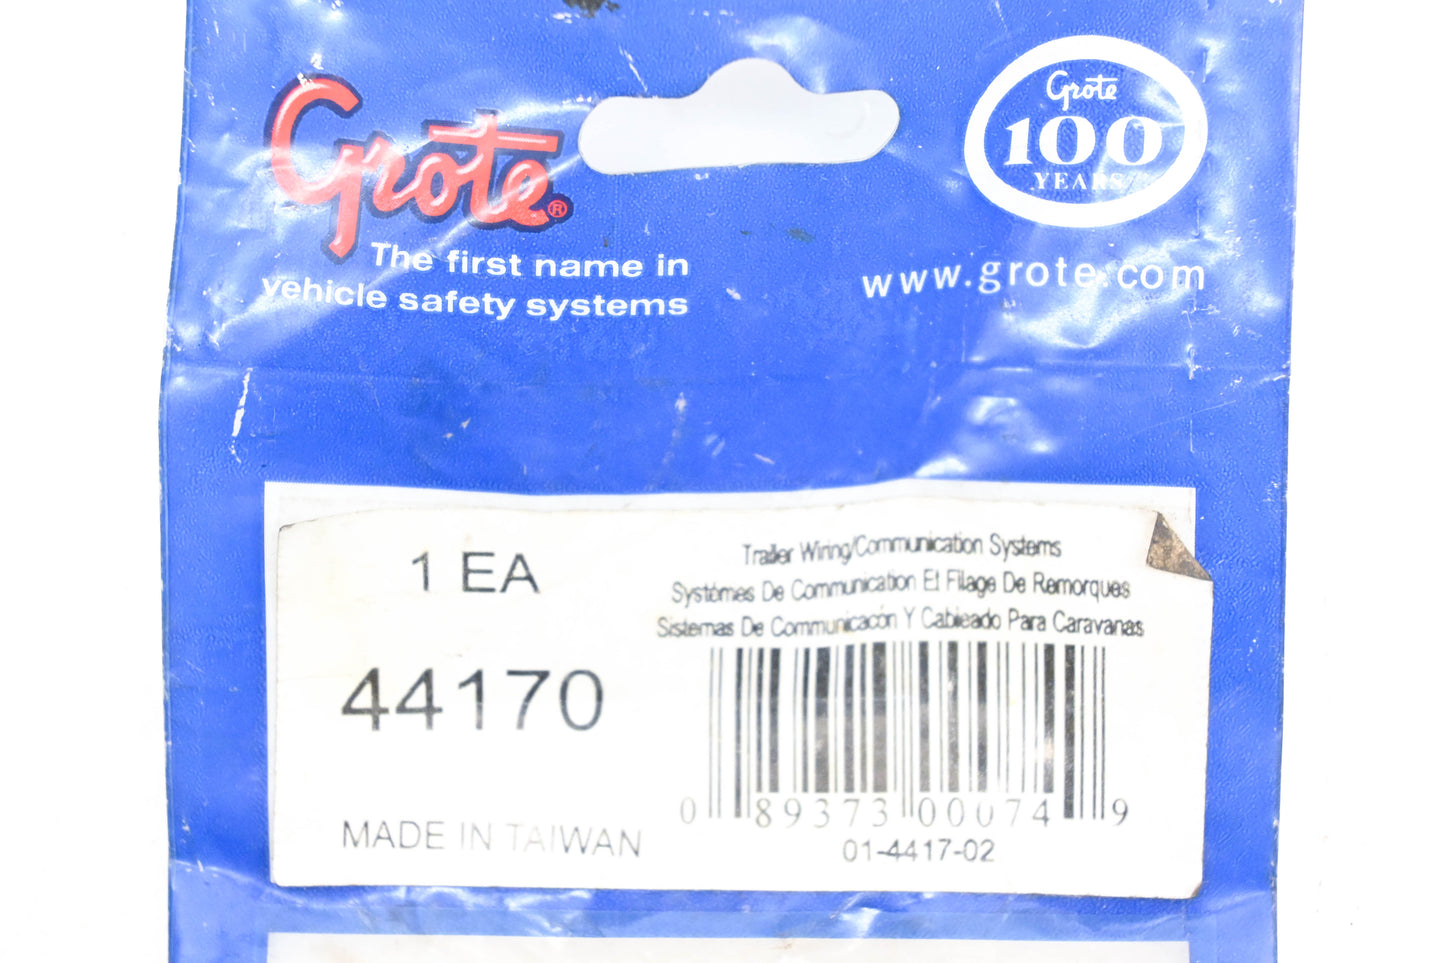 Grote®
The first name in
vehicle safety systems
Grote
100
YEARS
www.grote.com
1 EA
44170
MADE IN TAIWAN
Trailer Wiring/Communication Systems
Systèmes De Communication Et Filage De Remorques
Sistemas De Communicacón Y Cableado Para Caravanas
0 89373 00074 9
01-4417-02